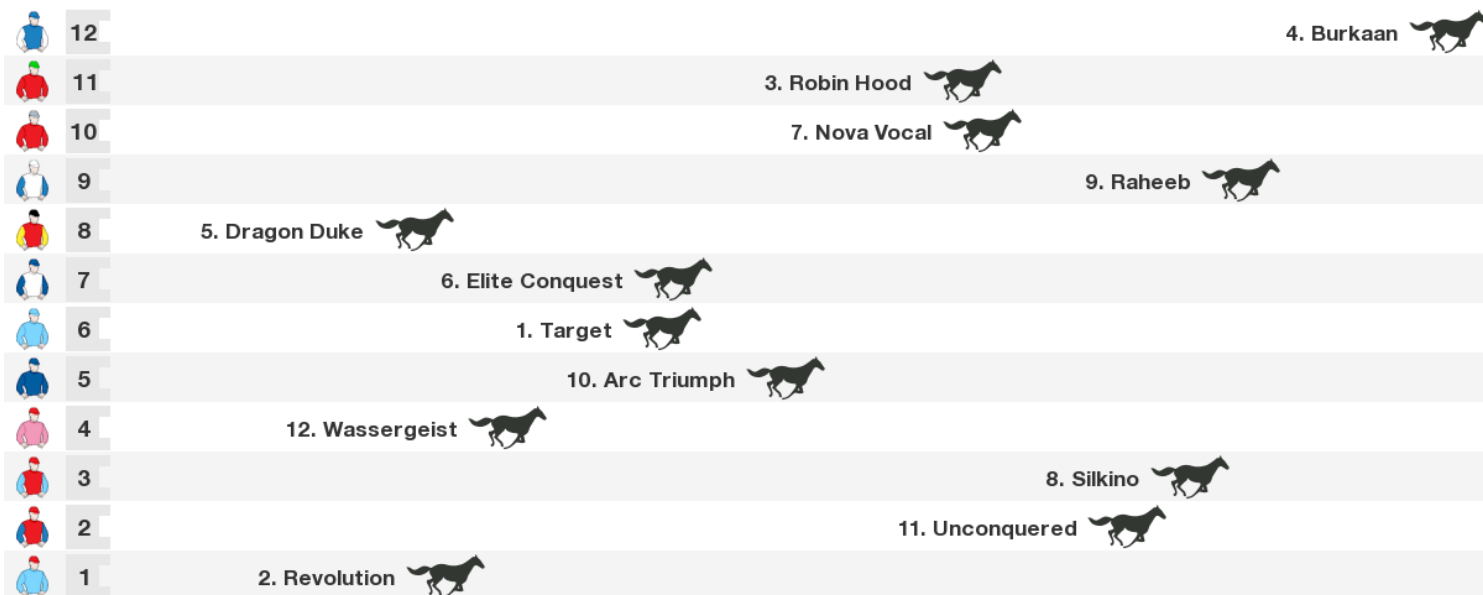 12 4. Burkaan
11 3. Robin Hood
10 7. Nova Vocal
9 9. Raheeb
8 5. Dragon Duke
7 6. Elite Conquest
6 1. Target
5 10. Arc Triumph
4 12. Wassergeist
3 8. Silkino
2 11. Unconquered
1 2. Revolution